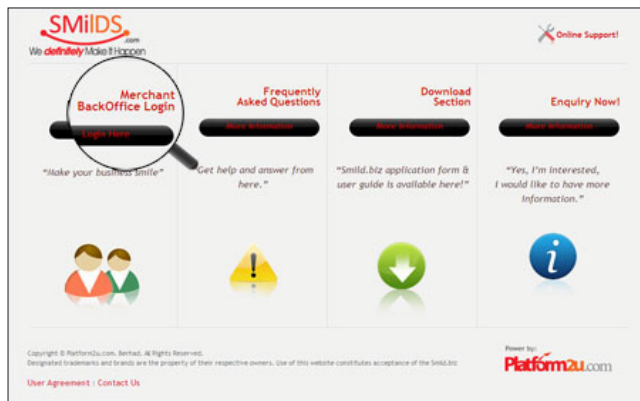 SMilDS
.com
We definitely Make It Happen
Online Support!
Merchant
BackOffice Login
Login Here
"Make your business Smile"
Frequently
Asked Questions
More Information
"Get help and answer from
here."
Download
Section
More Information
"Smild.biz application form &
user guide is available here!"
Enquiry Now!
More Information
"Yes, I'm interested,
I would like to have more
Information."
Copyright © Platform2u.com, Berhad. All Rights Reserved.
Designated trademarks and brands are the property of their respective owners. Use of this website constitutes acceptance of the Smild.biz
User Agreement | Contact Us
Power by:
Platform2u.com